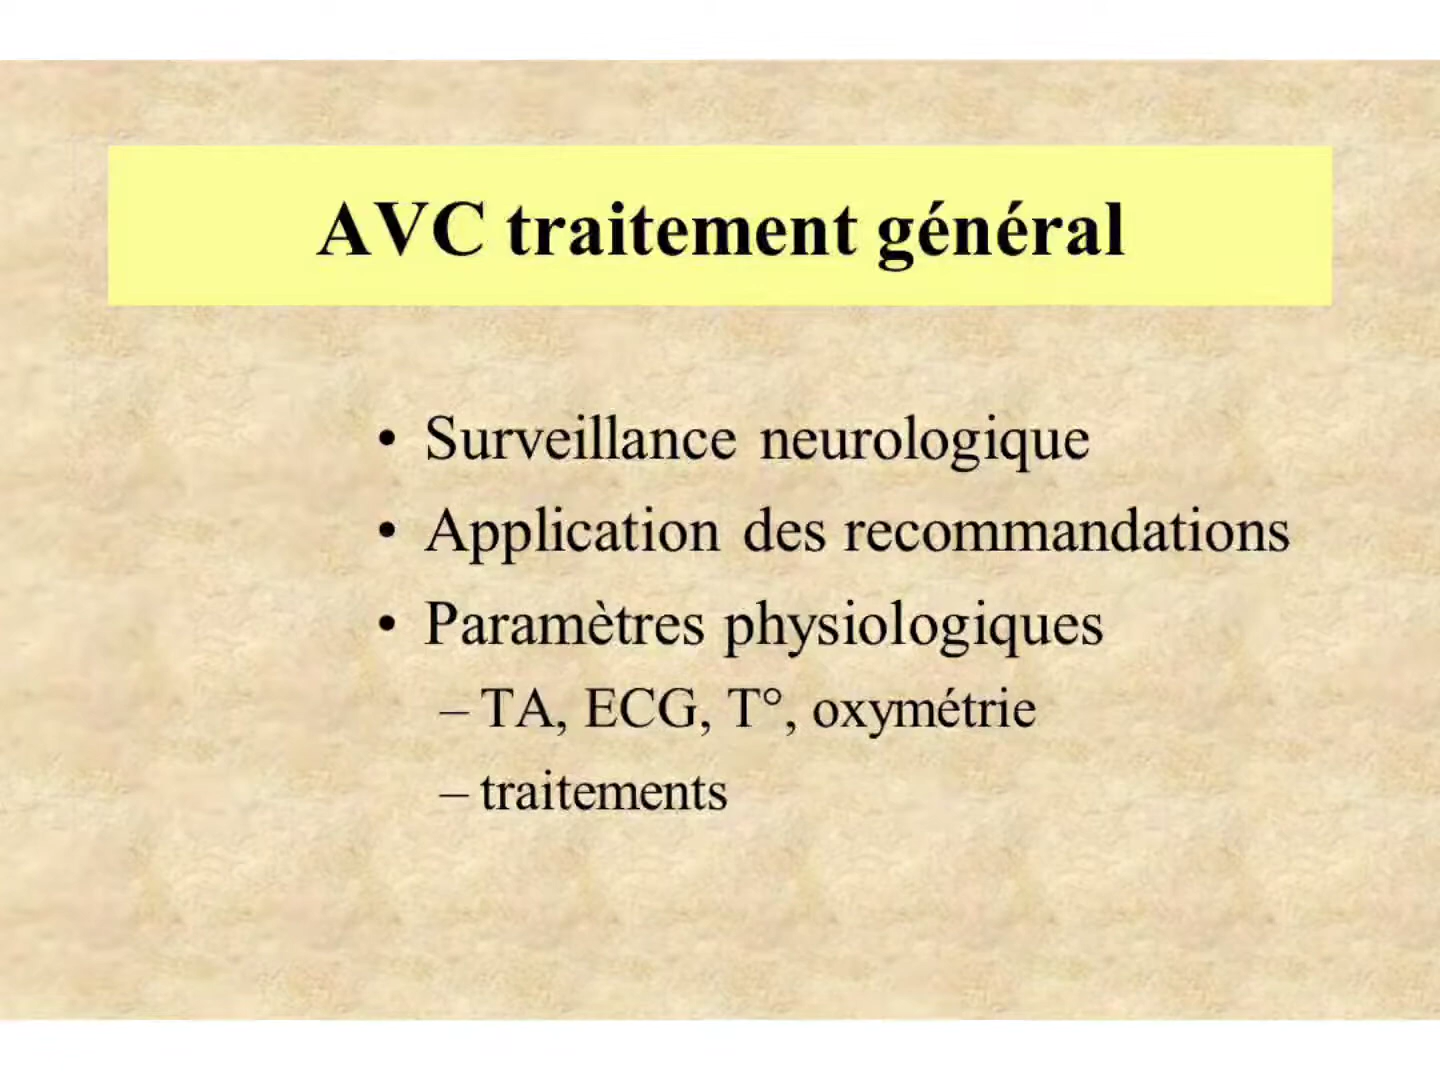 AVC traitement général
• Surveillance neurologique
• Application des recommandations
• Paramètres physiologiques
– TA, ECG, T°, oxymétrie
– traitements